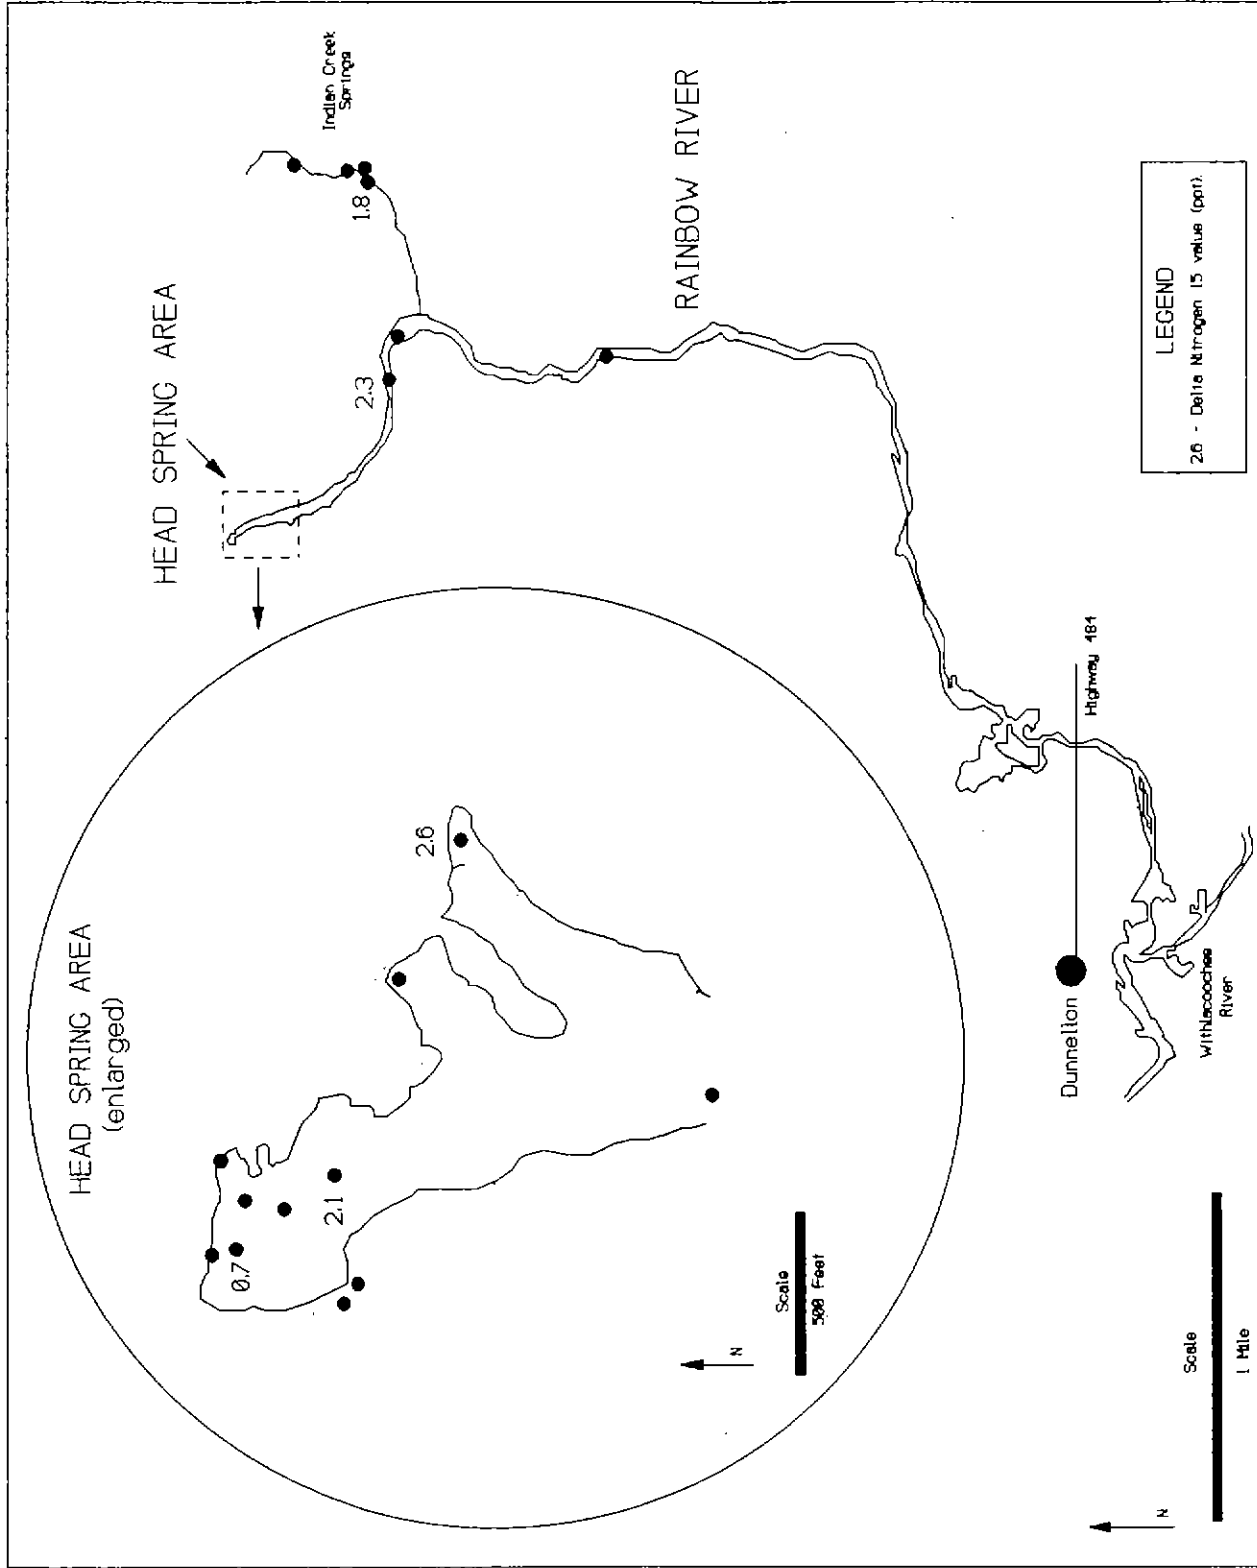 HEAD SPRING AREA
(enlarged)
HEAD SPRING AREA
Indian Creek
Springs
1.8
2.3
0.7
2.1
2.6
RAINBOW RIVER
N
Scale
500 Feet
Dunnellon
Highway 484
Withlacoochee
River
N
Scale
1 Mile
LEGEND
2.6 - Delta Nitrogen 15 value (ppt).